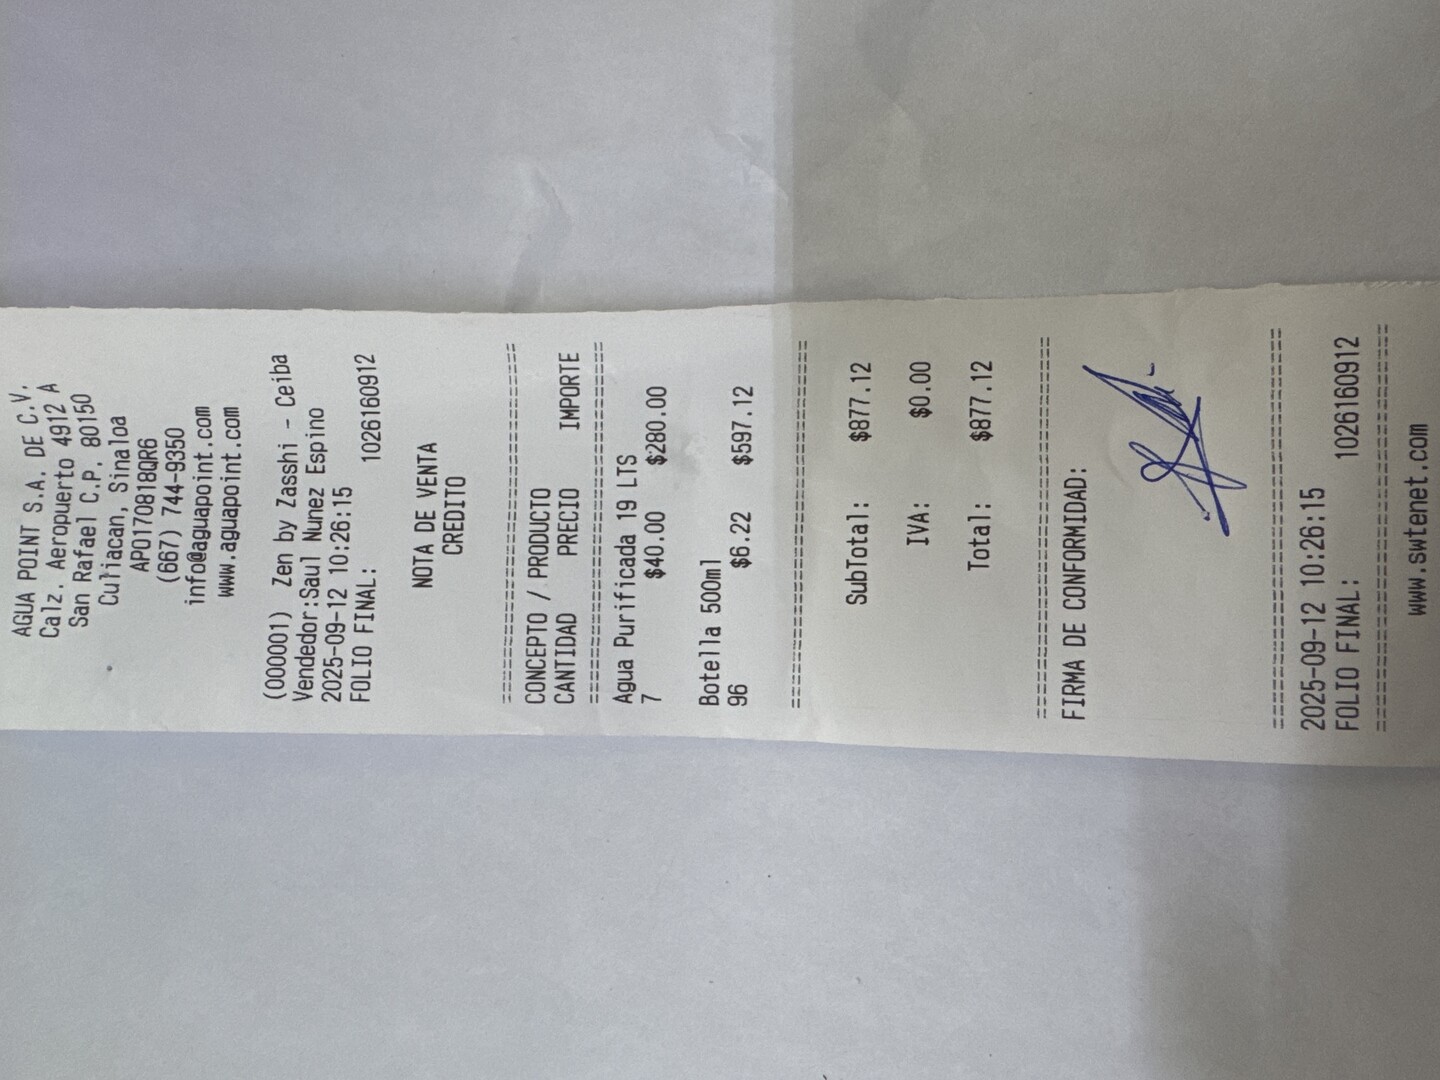 AGUA POINT S.A. DE C.V.
Calz. Aeropuerto 4912 A
San Rafael C.P. 80150
Culiacan, Sinaloa
APO170818QR6
(667) 744-9350
info@aguapoint.com
www.aguapoint.com
(000001) Zen by Zasshi - Ceiba
Vendedor:Saul Nunez Espino
2025-09-12 10:26:15
FOLIO FINAL: 1026160912
NOTA DE VENTA
CREDITO
CONCEPTO / PRODUCTO
CANTIDAD PRECIO IMPORTE
Agua Purificada 19 LTS
7 $40.00 $280.00
Botella 500ml
96 $6.22 $597.12
SubTotal: $877.12
IVA: $0.00
Total: $877.12
FIRMA DE CONFORMIDAD:
2025-09-12 10:26:15
FOLIO FINAL: 1026160912
www.swtenet.com